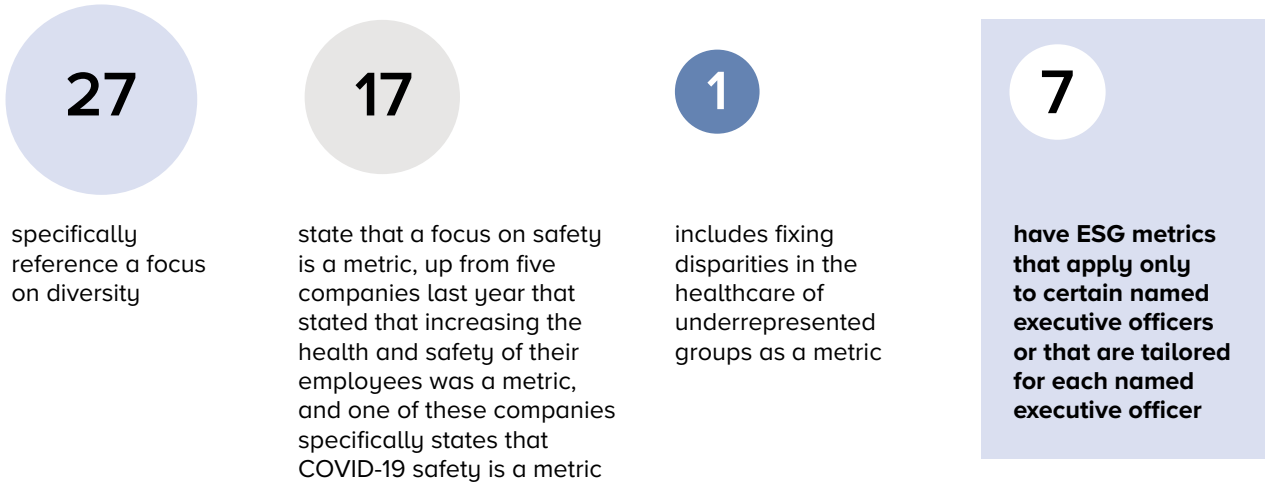 27
specifically
reference a focus
on diversity
17
state that a focus on safety
is a metric, up from five
companies last year that
stated that increasing the
health and safety of their
employees was a metric,
and one of these companies
specifically states that
COVID-19 safety is a metric
1
includes fixing
disparities in the
healthcare of
underrepresented
groups as a metric
7
have ESG metrics
that apply only
to certain named
executive officers
or that are tailored
for each named
executive officer